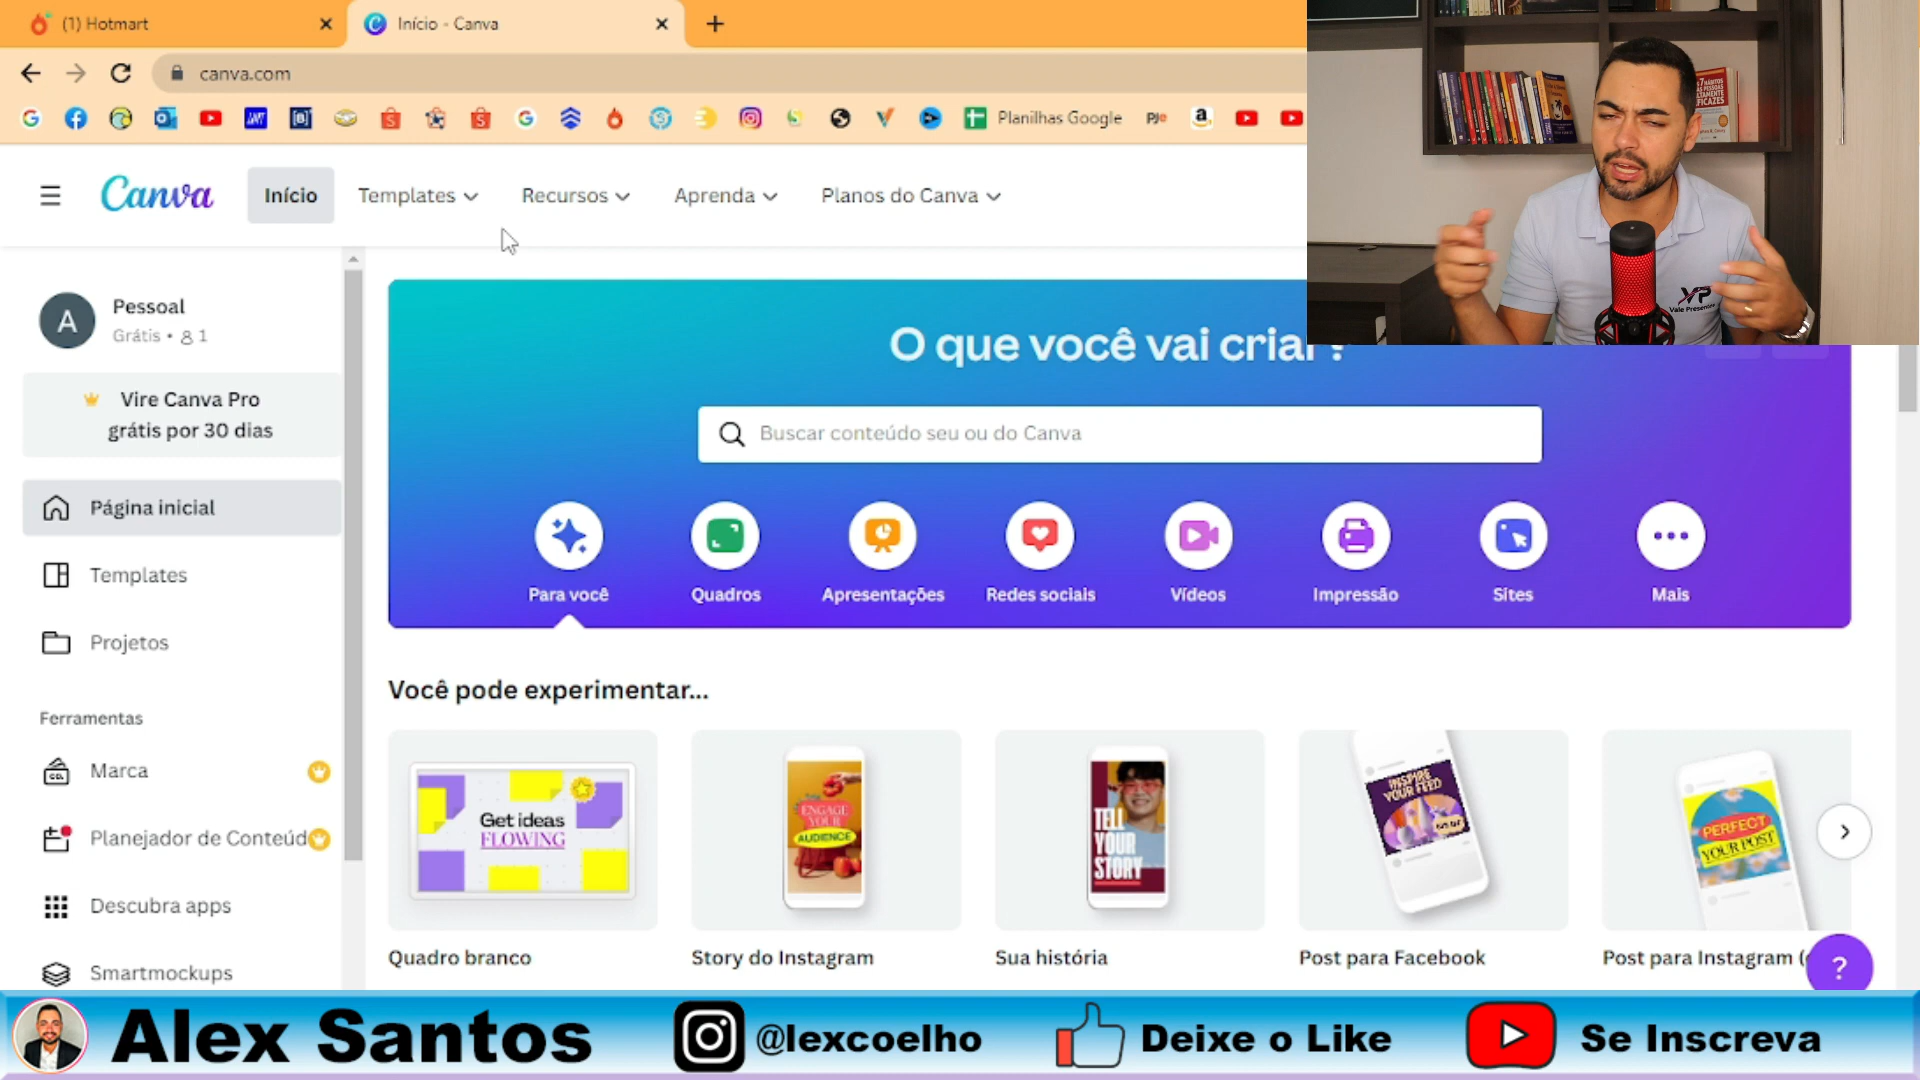 (1) Hotmart
Início - Canva
canva.com
Planilhas Google
PJe
Canva
Início
Templates
Recursos
Aprenda
Planos do Canva
A
Pessoal
Grátis • 1
Vire Canva Pro
grátis por 30 dias
Página inicial
Templates
Projetos
Ferramentas
Marca
Planejador de Conteúd
Descubra apps
Smartmockups
O que você vai criar?
Buscar conteúdo seu ou do Canva
Para você
Quadros
Apresentações
Redes sociais
Vídeos
Impressão
Sites
Mais
Você pode experimentar...
Get ideas
FLOWING
ENGAGE
YOUR
AUDIENCE
TELL
YOUR
STORY
INSPIRE
YOUR FEED
PERFECT
YOUR POST
Quadro branco
Story do Instagram
Sua história
Post para Facebook
Post para Instagram (
?
VP
Vale Presente
Alex Santos
@lexcoelho
Deixe o Like
Se Inscreva